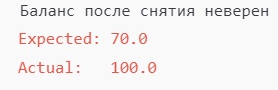 Баланс после снятия неверен
Expected: 70.0
Actual:   100.0